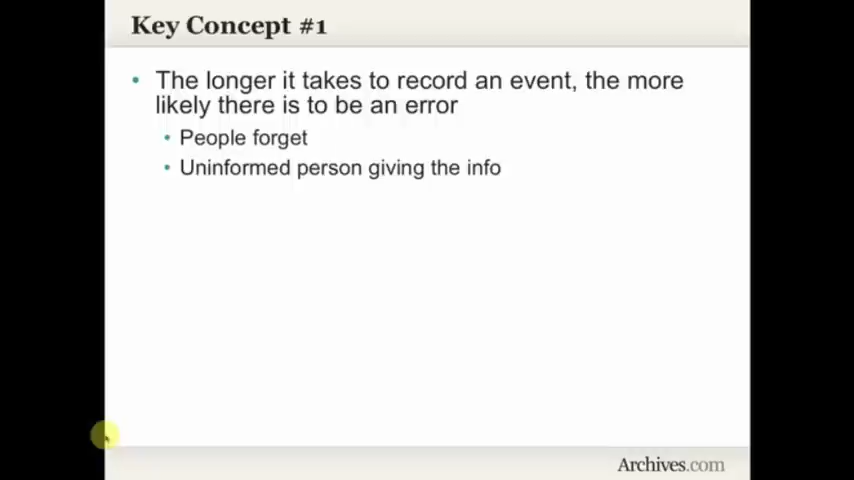 Key Concept #1
• The longer it takes to record an event, the more
likely there is to be an error
• People forget
• Uninformed person giving the info
Archives.com